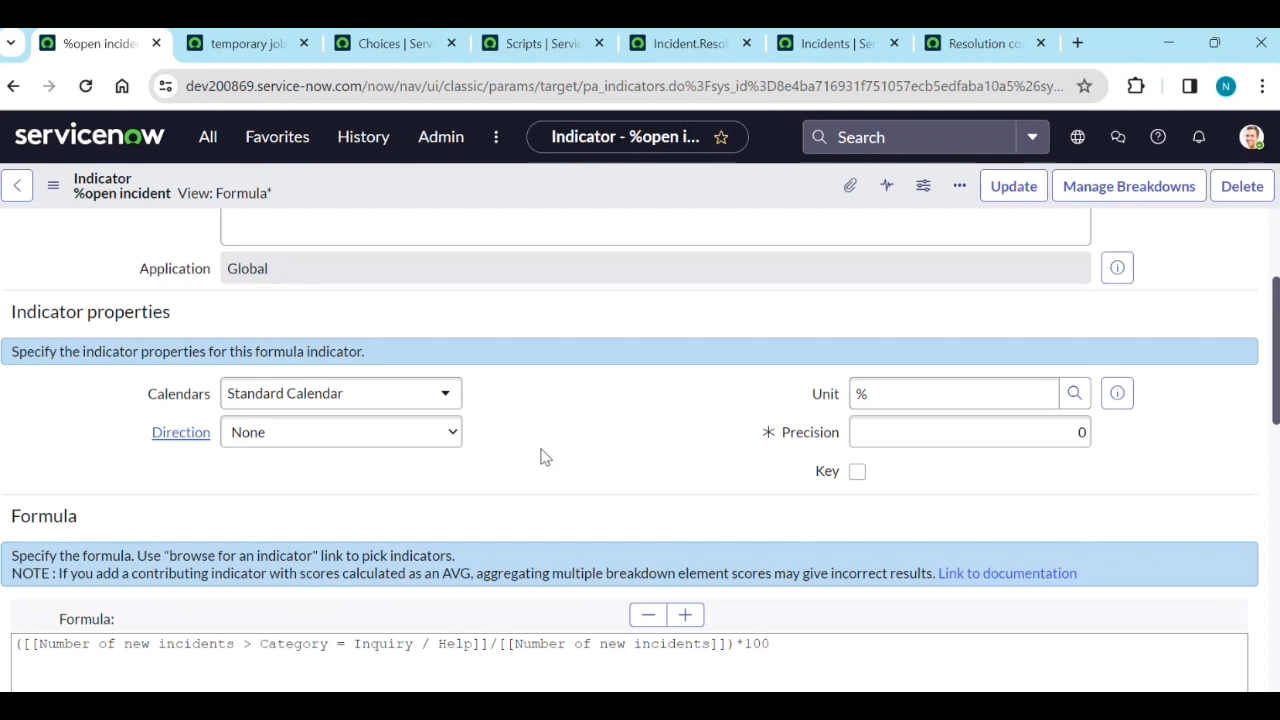 %open incide
temporary job
Choices | Serv
Scripts | Servic
Incident.Resol
Incidents | Ser
Resolution co
dev200869.service-now.com/now/nav/ui/classic/params/target/pa_indicators.do%3Fsys_id%3D8e4ba716931f751057ecb5edfaba10a5%26sy...
N
servicenow All Favorites History Admin Indicator - %open i... Search
Indicator
%open incident View: Formula*
Update Manage Breakdowns Delete
Application Global
Indicator properties
Specify the indicator properties for this formula indicator.
Calendars Standard Calendar Unit %
Direction None Precision 0
Key
Formula
Specify the formula. Use "browse for an indicator" link to pick indicators.
NOTE : If you add a contributing indicator with scores calculated as an AVG, aggregating multiple breakdown element scores may give incorrect results. Link to documentation
Formula:
([[Number of new incidents > Category = Inquiry / Help]]/[[Number of new incidents]])*100